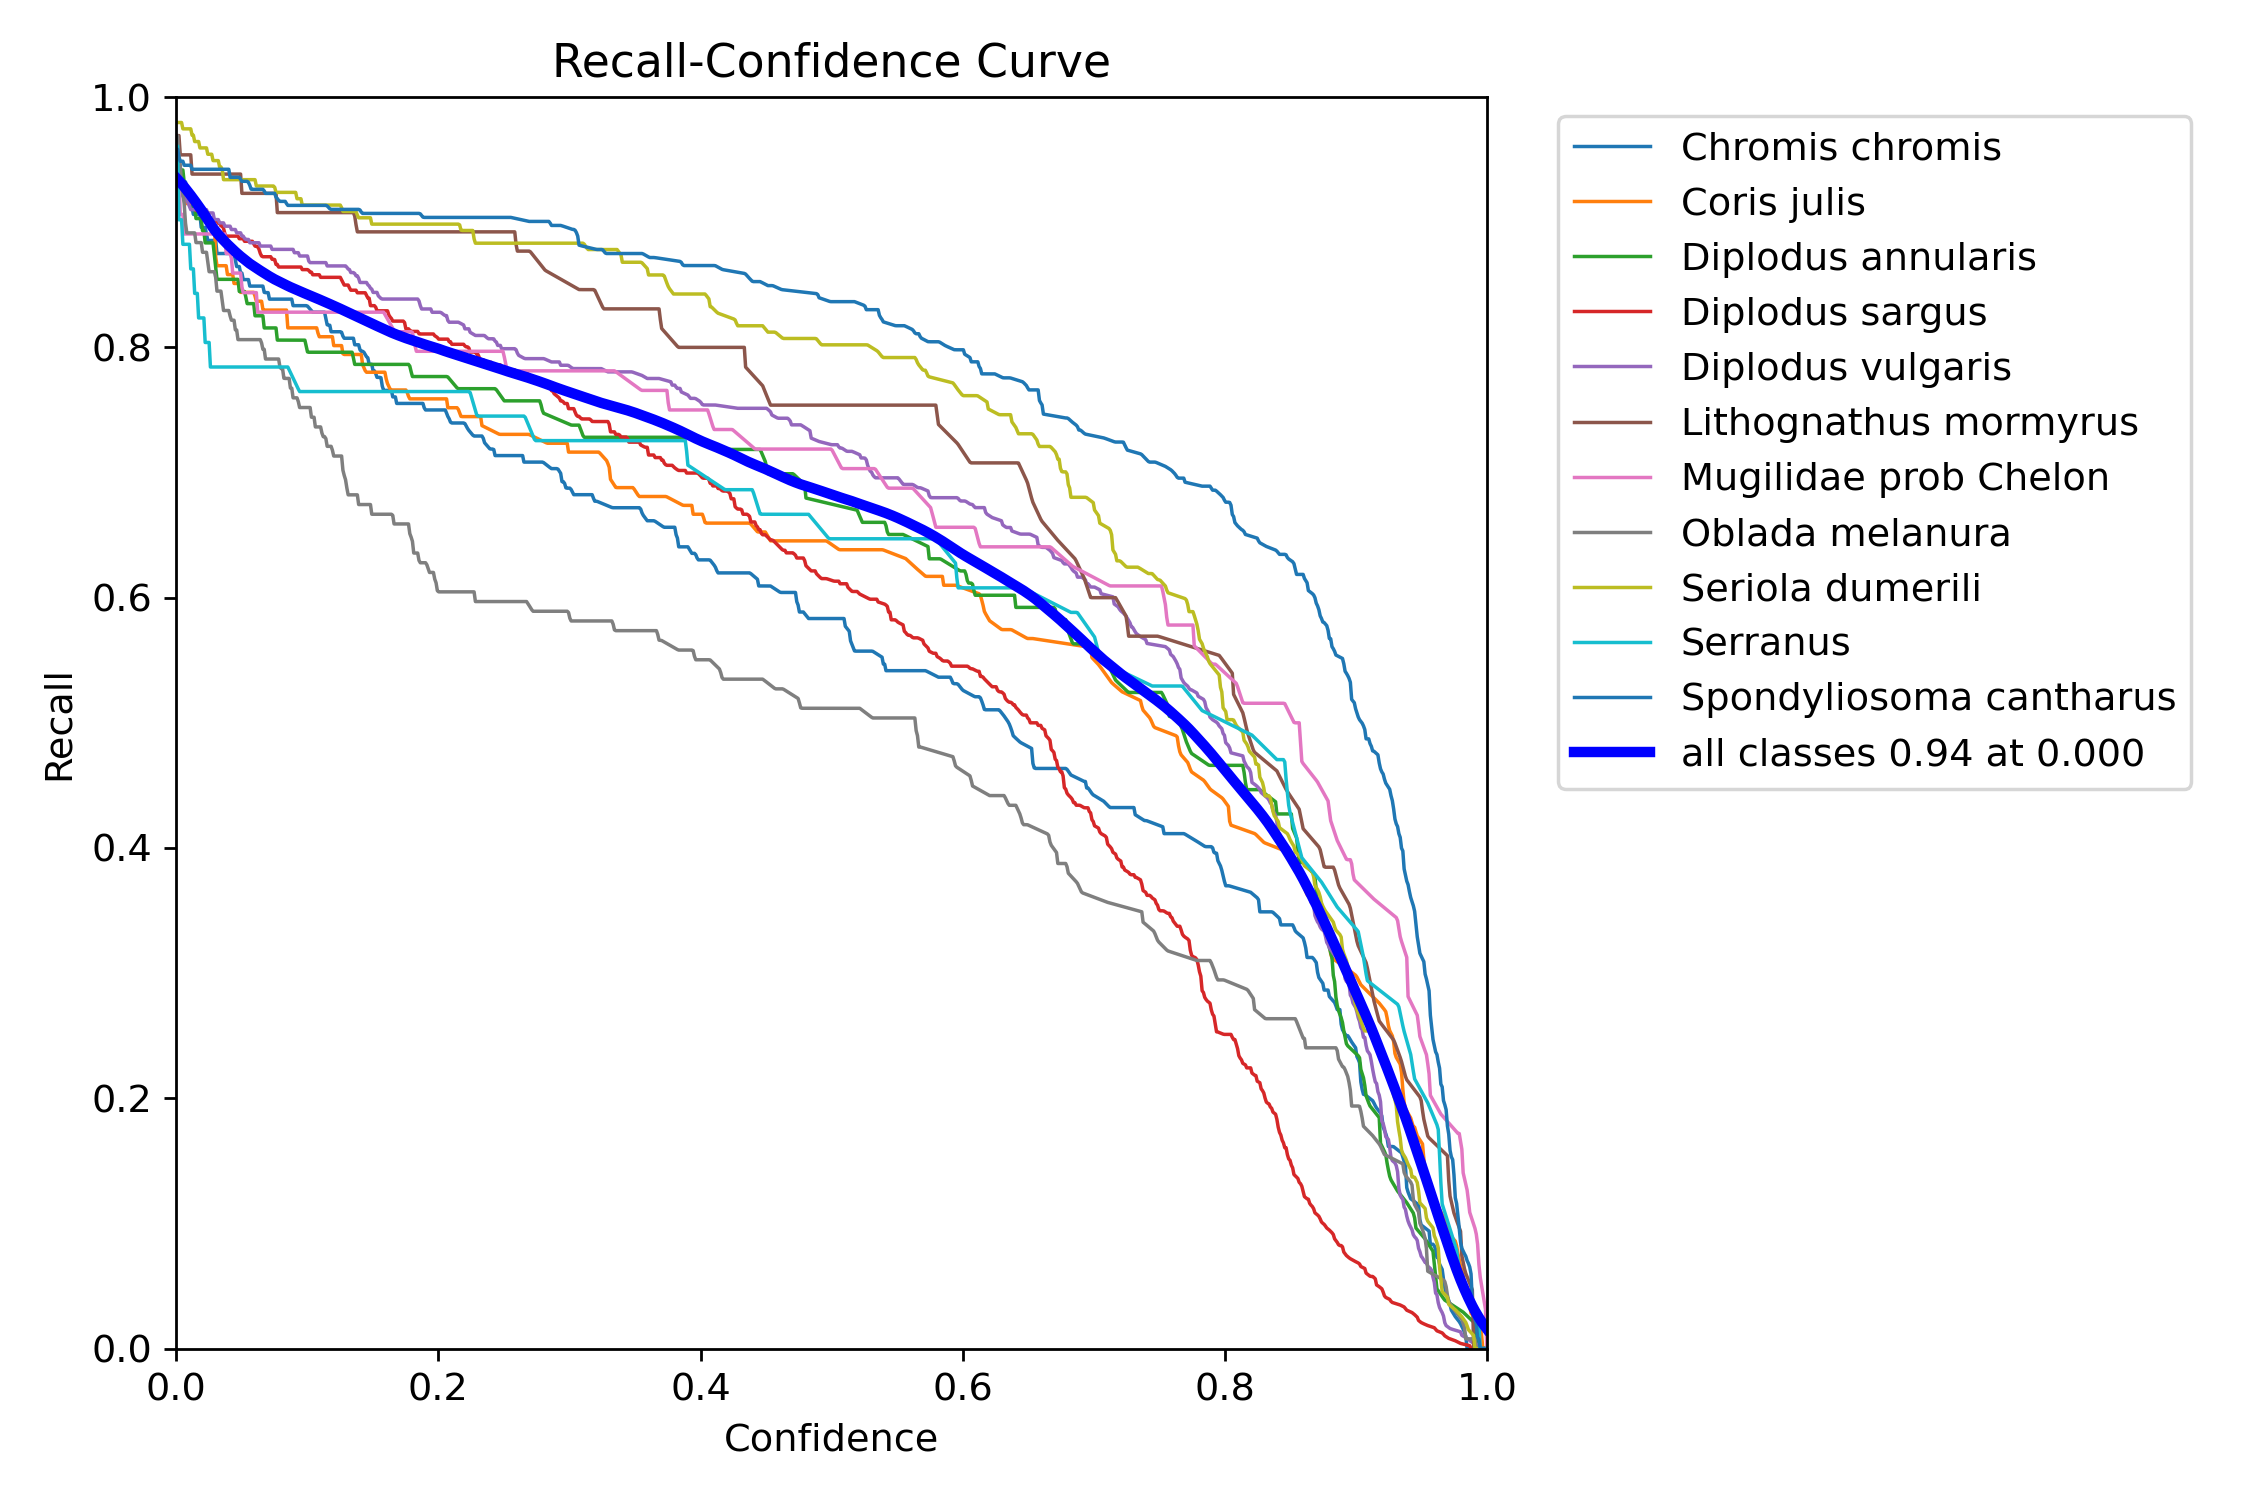 Recall-Confidence Curve
1.0
0.8
0.6
0.4
0.2
0.0
Recall
0.0 0.2 0.4 0.6 0.8 1.0
Confidence
Chromis chromis
Coris julis
Diplodus annularis
Diplodus sargus
Diplodus vulgaris
Lithognathus mormyrus
Mugilidae prob Chelon
Oblada melanura
Seriola dumerili
Serranus
Spondyliosoma cantharus
all classes 0.94 at 0.000